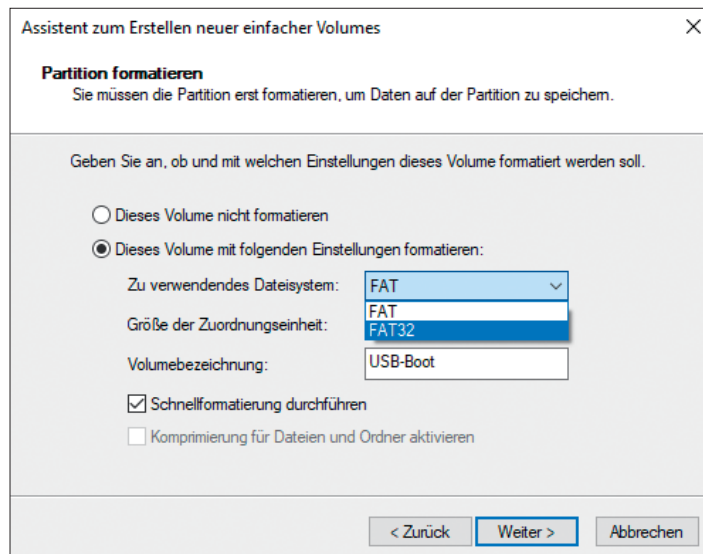 Assistent zum Erstellen neuer einfacher Volumes
Partition formatieren
Sie müssen die Partition erst formatieren, um Daten auf der Partition zu speichern.
Geben Sie an, ob und mit welchen Einstellungen dieses Volume formatiert werden soll.
Dieses Volume nicht formatieren
Dieses Volume mit folgenden Einstellungen formatieren:
Zu verwendendes Dateisystem: FAT
FAT
Größe der Zuordnungseinheit: FAT32
Volumebezeichnung: USB-Boot
Schnellformatierung durchführen
Komprimierung für Dateien und Ordner aktivieren
< Zurück Weiter > Abbrechen